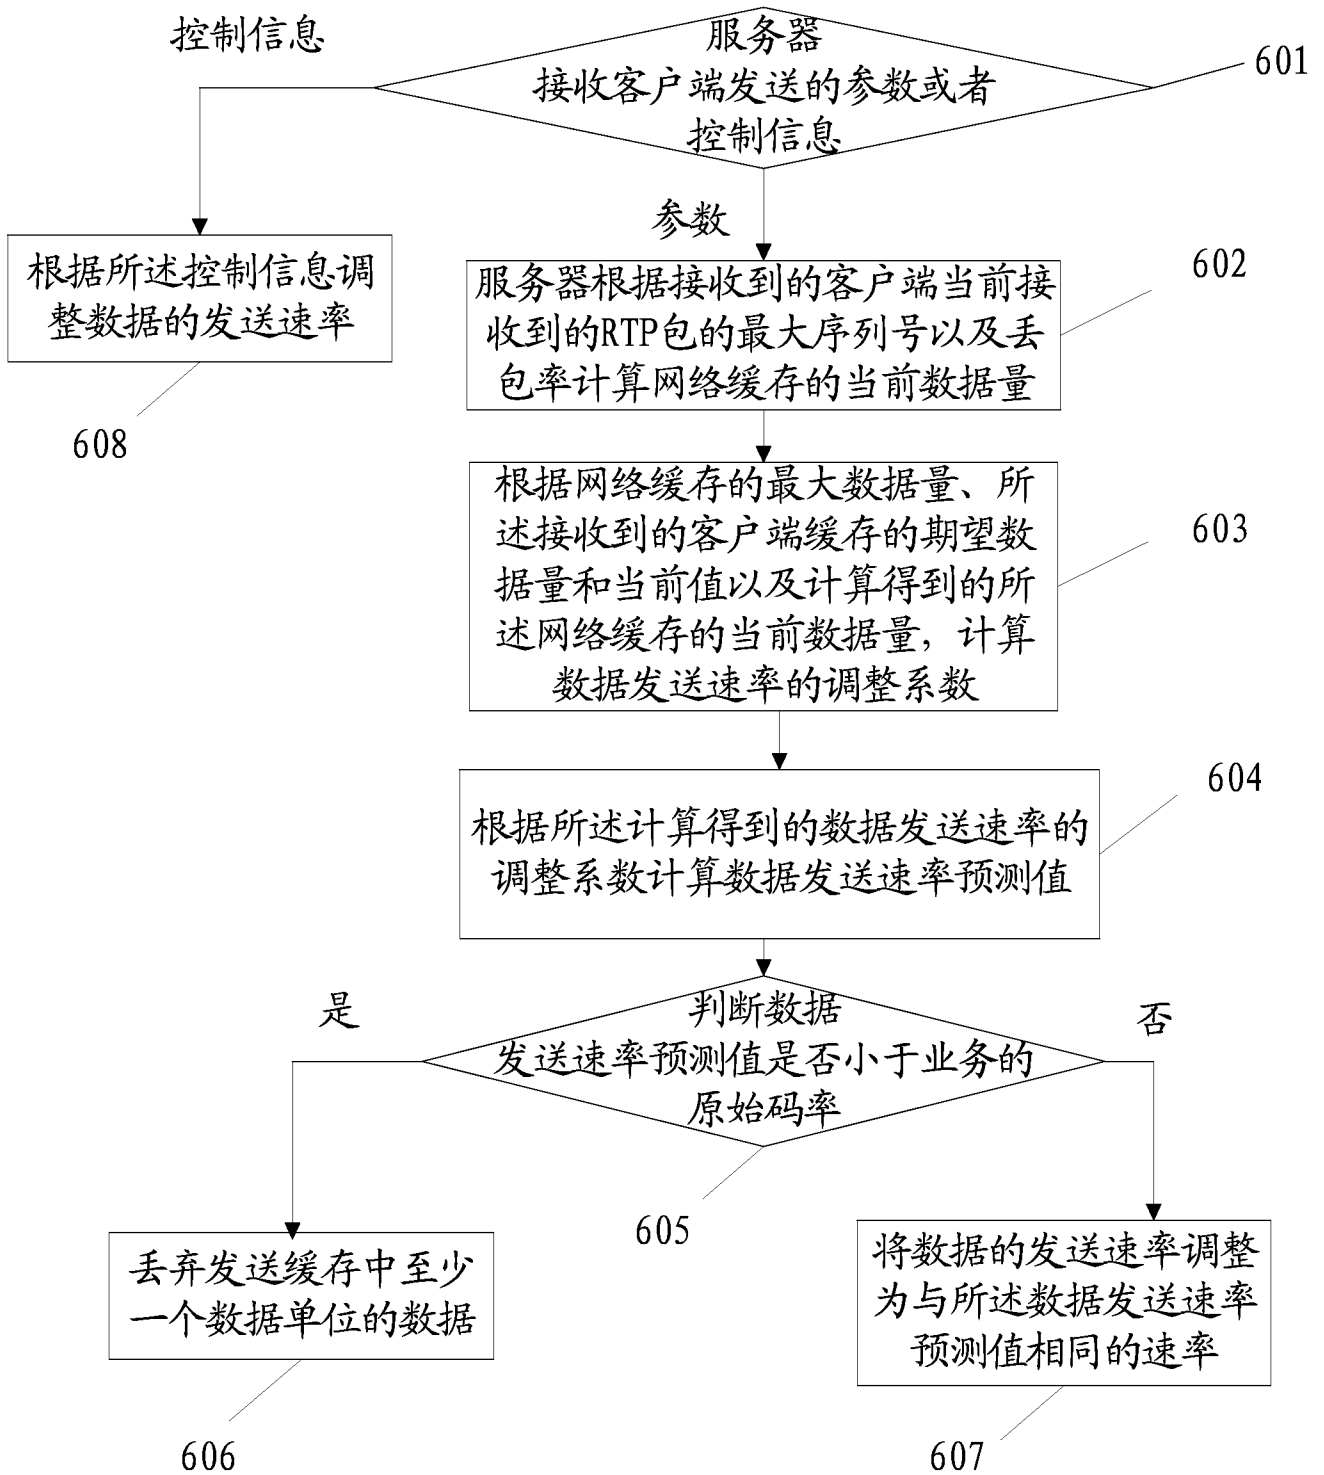 控制信息
服务器
接收客户端发送的参数或者
控制信息
601
参数
根据所述控制信息调
整数据的发送速率
608
服务器根据接收到的客户端当前接
收到的RTP包的最大序列号以及丢
包率计算网络缓存的当前数据量
602
根据网络缓存的最大数据量、所
述接收到的客户端缓存的期望数
据量和当前值以及计算得到的所
述网络缓存的当前数据量，计算
数据发送速率的调整系数
603
根据所述计算得到的数据发送速率的
调整系数计算数据发送速率预测值
604
是
判断数据
发送速率预测值是否小于业务的
原始码率
否
605
丢弃发送缓存中至少
一个数据单位的数据
606
将数据的发送速率调整
为与所述数据发送速率
预测值相同的速率
607